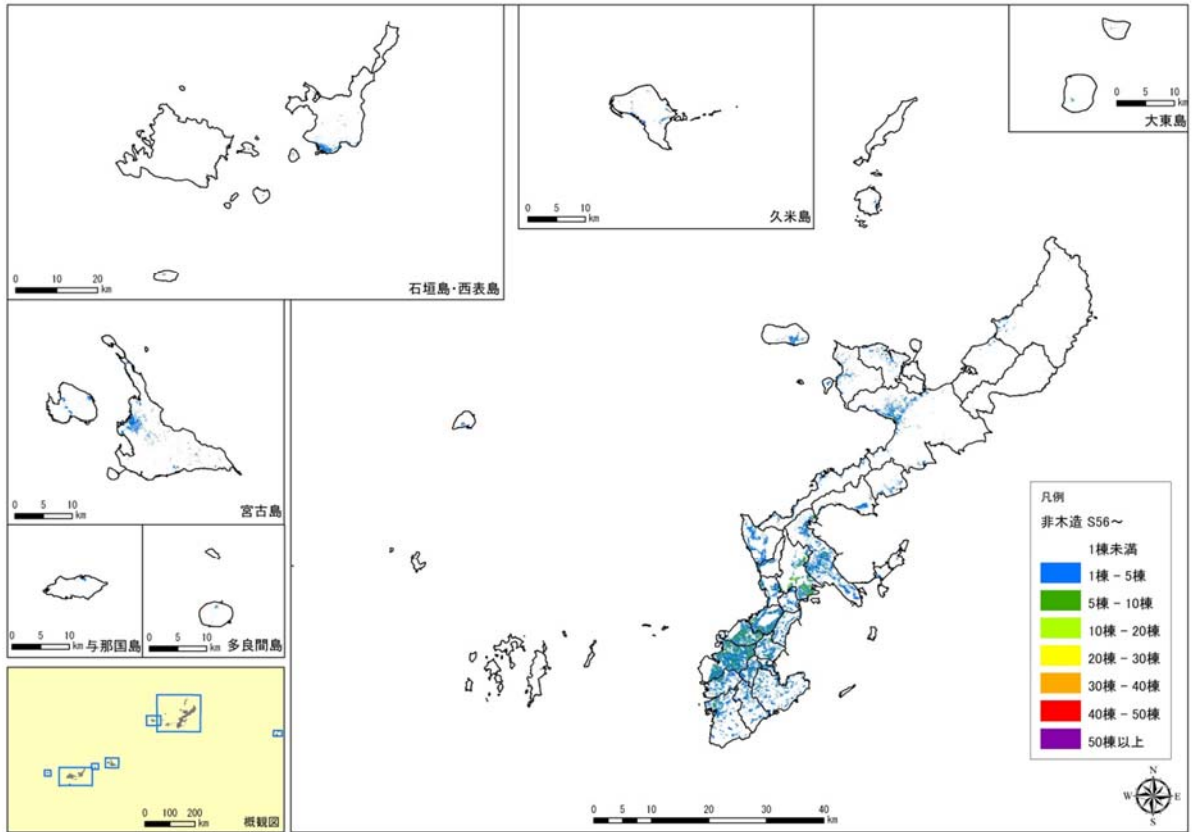 0 10 20 km
石垣島・西表島
0 5 10 km
久米島
0 5 10 km
大東島
0 5 10 km
宮古島
0 5 10 km
与那国島
0 5 10 km
多良間島
0 100 200 km
概観図
凡例
非木造 S56～
1棟未満
1棟 - 5棟
5棟 - 10棟
10棟 - 20棟
20棟 - 30棟
30棟 - 40棟
40棟 - 50棟
50棟以上
N
W E
S
0 5 10 20 30 40 km